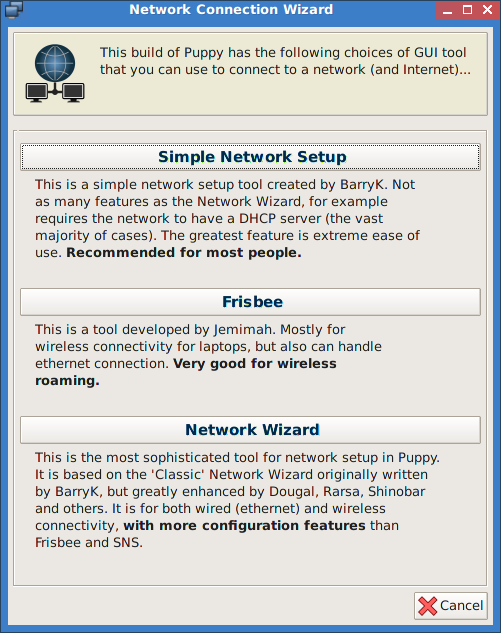 Network Connection Wizard
This build of Puppy has the following choices of GUI tool
that you can use to connect to a network (and Internet)...
Simple Network Setup
This is a simple network setup tool created by BarryK. Not
as many features as the Network Wizard, for example
requires the network to have a DHCP server (the vast
majority of cases). The greatest feature is extreme ease of
use. Recommended for most people.
Frisbee
This is a tool developed by Jemimah. Mostly for
wireless connectivity for laptops, but also can handle
ethernet connection. Very good for wireless
roaming.
Network Wizard
This is the most sophisticated tool for network setup in Puppy.
It is based on the 'Classic' Network Wizard originally written
by BarryK, but greatly enhanced by Dougal, Rarsa, Shinobar
and others. It is for both wired (ethernet) and wireless
connectivity, with more configuration features than
Frisbee and SNS.
Cancel